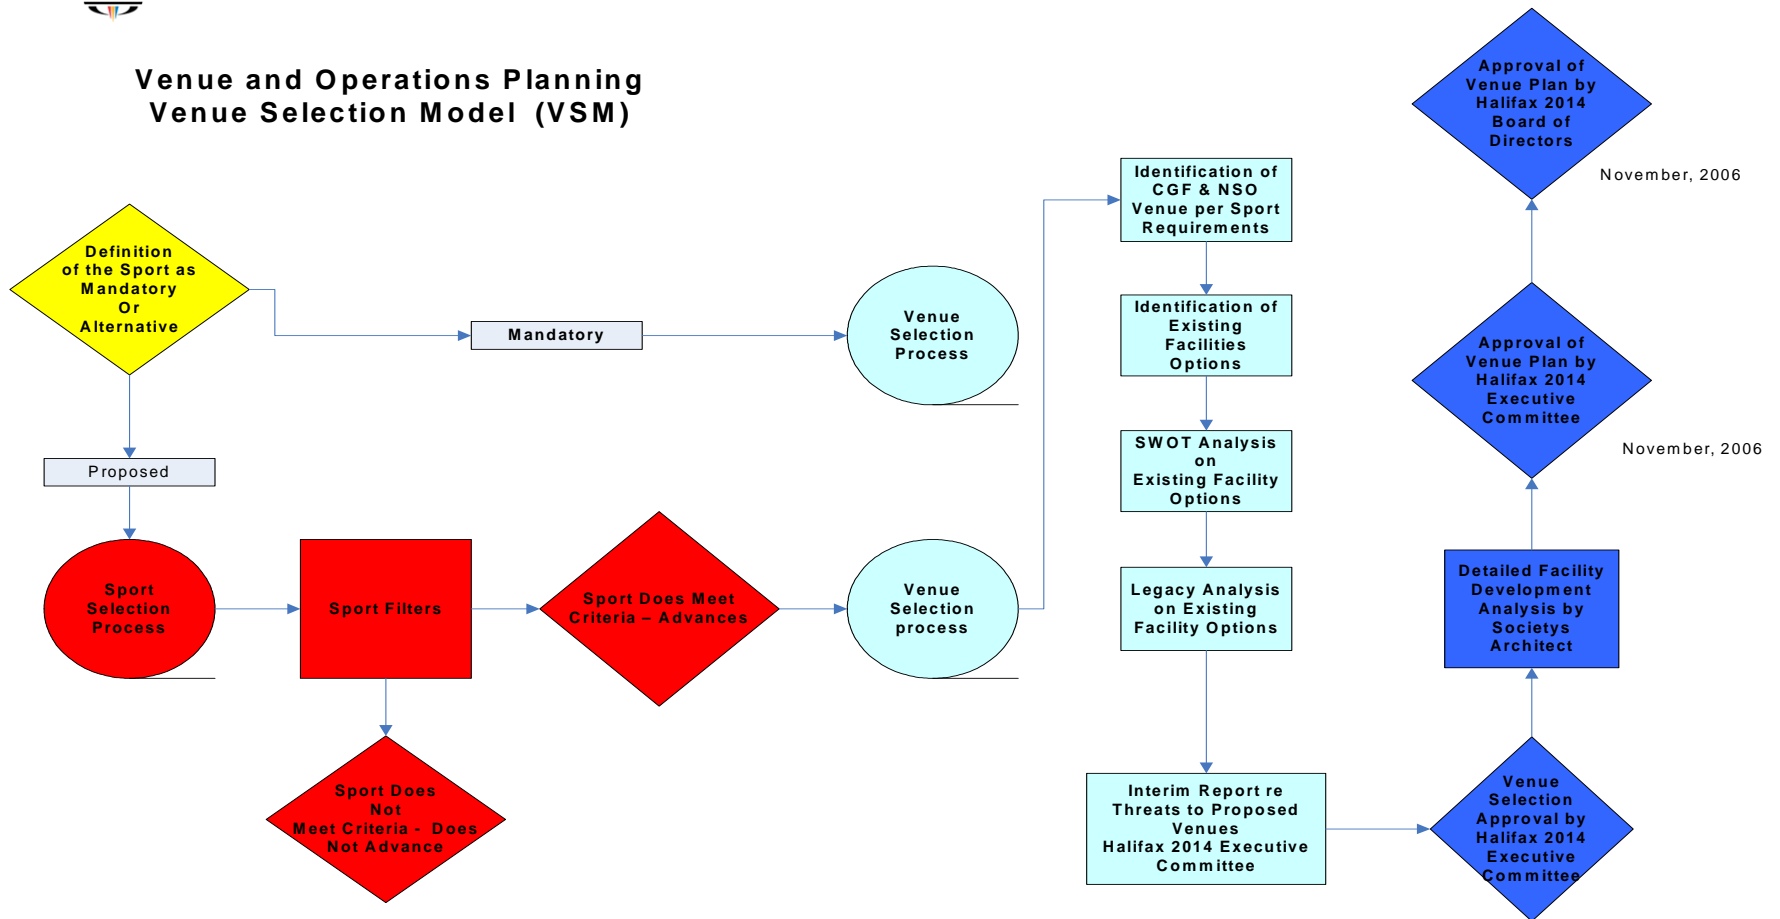 Venue and Operations Planning
Venue Selection Model (VSM)
Definition
of the Sport as
Mandatory
Or
Alternative
Mandatory
Venue
Selection
Process
Proposed
Sport
Selection
Process
Sport Filters
Sport Does Meet
Criteria – Advances
Venue
Selection
process
Sport Does
Not
Meet Criteria - Does
Not Advance
Identification of
CGF & NSO
Venue per Sport
Requirements
Identification of
Existing
Facilities
Options
SWOT Analysis
on
Existing Facility
Options
Legacy Analysis
on Existing
Facility Options
Interim Report re
Threats to Proposed
Venues
Halifax 2014 Executive
Committee
Venue
Selection
Approval by
Halifax 2014
Executive
Committee
Detailed Facility
Development
Analysis by
Societys
Architect
Approval of
Venue Plan by
Halifax 2014
Executive
Committee
November, 2006
Approval of
Venue Plan by
Halifax 2014
Board of
Directors
November, 2006